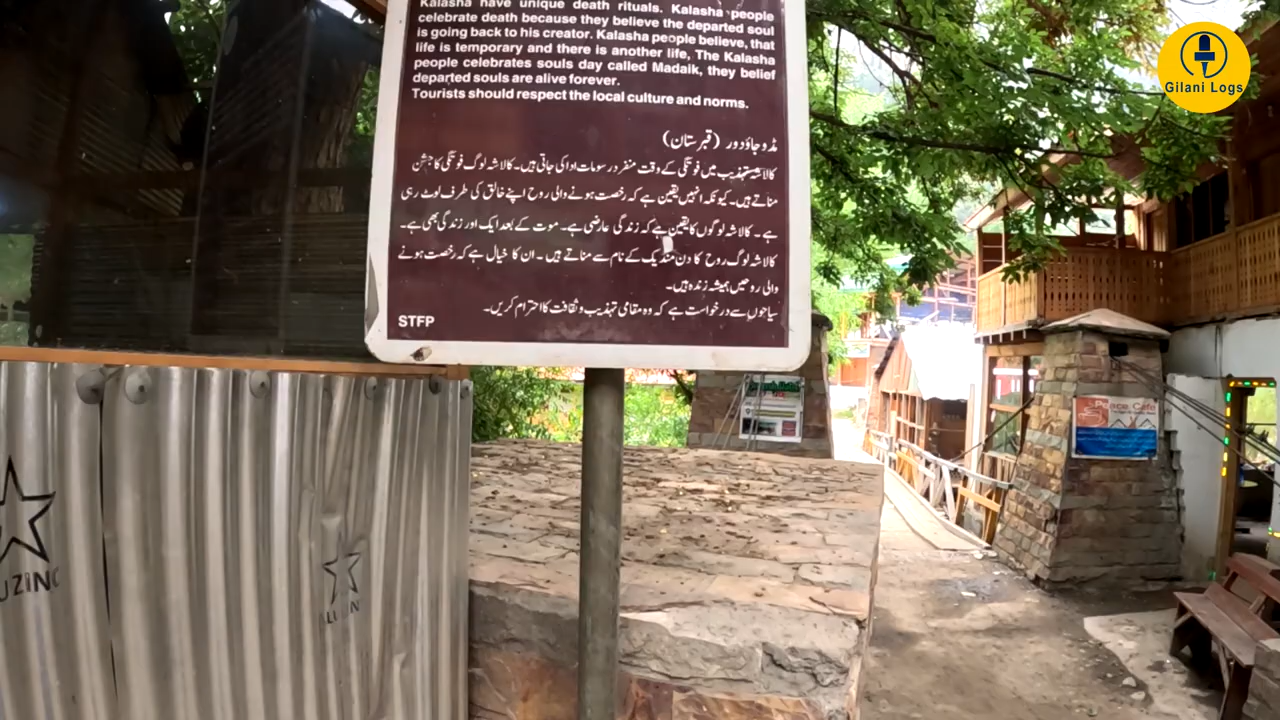 Kalasha have unique death rituals. Kalasha people
celebrate death because they believe the departed soul
is going back to his creator. Kalasha people believe, that
life is temporary and there is another life, The Kalasha
people celebrates souls day called Madaik, they belief
departed souls are alive forever.
Tourists should respect the local culture and norms.
مڈوجاؤدور (قبرستان)
کالاشہ تہذیب میں فوتگی کے وقت منفرد رسومات ادا کی جاتی ہیں۔ کالاشہ لوگ فوتگی کا جشن
مناتے ہیں۔ کیونکہ انہیں یقین ہے کہ رخصت ہونے والی روح اپنے خالق کی طرف لوٹ رہی
ہے ۔ کالاشہ لوگوں کا یقین ہے کہ زندگی عارضی ہے۔ موت کے بعد ایک اور زندگی بھی ہے۔
کالاشہ لوگ روح کا دن منڈیک کے نام سے مناتے ہیں ۔ ان کا خیال ہے کہ رخصت ہونے
والی روحیں ہمیشہ زندہ ہیں۔
سیاحوں سے درخواست ہے کہ وہ مقامی تہذیب و ثقافت کا احترام کریں۔
STFP
Gilani Logs
Peace Cafe
UZINC